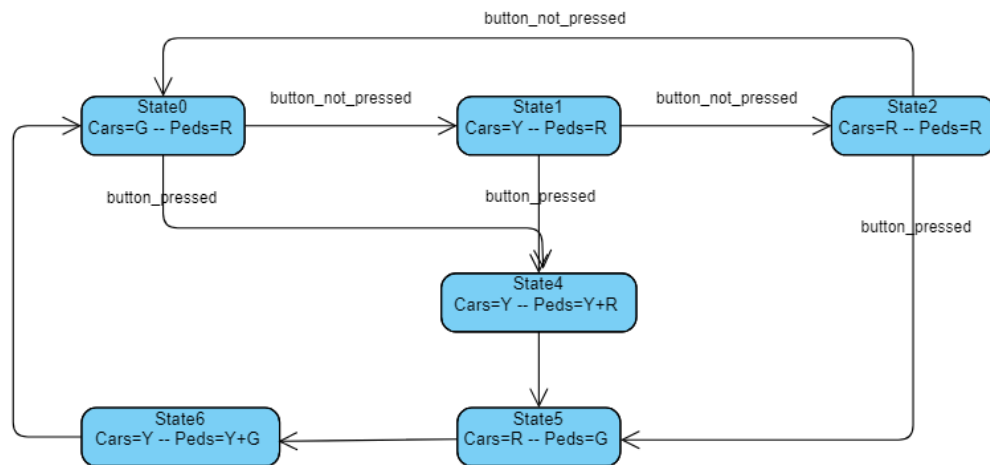 button_not_pressed
State0
Cars=G -- Peds=R
button_not_pressed
State1
Cars=Y -- Peds=R
button_not_pressed
State2
Cars=R -- Peds=R
button_pressed
button_pressed
button_pressed
State4
Cars=Y -- Peds=Y+R
State6
Cars=Y -- Peds=Y+G
State5
Cars=R -- Peds=G